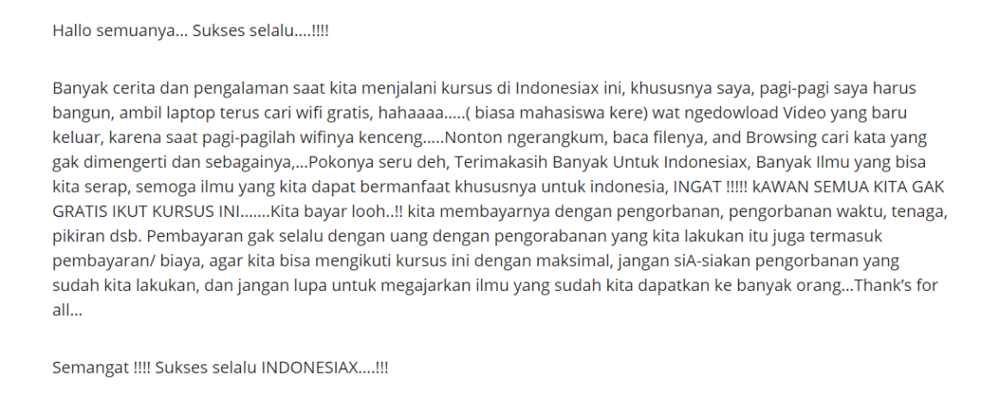 Hallo semuanya... Sukses selalu....!!!!
Banyak cerita dan pengalaman saat kita menjalani kursus di Indonesiax ini, khususnya saya, pagi-pagi saya harus
bangun, ambil laptop terus cari wifi gratis, hahaaaa.....( biasa mahasiswa kere) wat ngedowload Video yang baru
keluar, karena saat pagi-pagilah wifinya kenceng.....Nonton ngerangkum, baca filenya, and Browsing cari kata yang
gak dimengerti dan sebagainya,...Pokonya seru deh, Terimakasih Banyak Untuk Indonesiax, Banyak Ilmu yang bisa
kita serap, semoga ilmu yang kita dapat bermanfaat khususnya untuk indonesia, INGAT !!!!! kAWAN SEMUA KITA GAK
GRATIS IKUT KURSUS INI.......Kita bayar looh..!! kita membayarnya dengan pengorbanan, pengorbanan waktu, tenaga,
pikiran dsb. Pembayaran gak selalu dengan uang dengan pengorabanan yang kita lakukan itu juga termasuk
pembayaran/ biaya, agar kita bisa mengikuti kursus ini dengan maksimal, jangan siA-siakan pengorbanan yang
sudah kita lakukan, dan jangan lupa untuk megajarkan ilmu yang sudah kita dapatkan ke banyak orang...Thank’s for
all...
Semangat !!!! Sukses selalu INDONESIAX....!!!